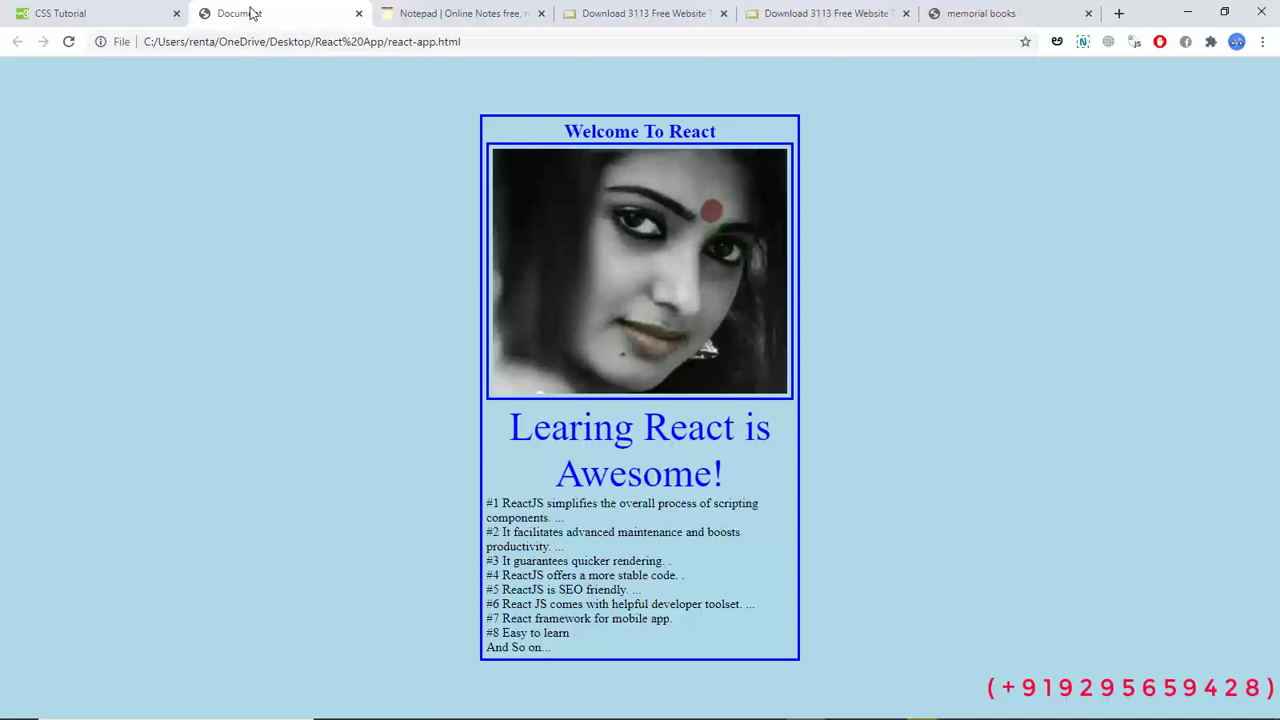 CSS Tutorial
Document
Notepad | Online Notes free, r
Download 3113 Free Website T
Download 3113 Free Website T
memorial books
File
C:/Users/renta/OneDrive/Desktop/React%20App/react-app.html
Welcome To React
Learing React is
Awesome!
#1 ReactJS simplifies the overall process of scripting
components. ...
#2 It facilitates advanced maintenance and boosts
productivity. ...
#3 It guarantees quicker rendering. .
#4 ReactJS offers a more stable code. .
#5 ReactJS is SEO friendly. ...
#6 React JS comes with helpful developer toolset. ...
#7 React framework for mobile app.
#8 Easy to learn
And So on...
(+919295659428)